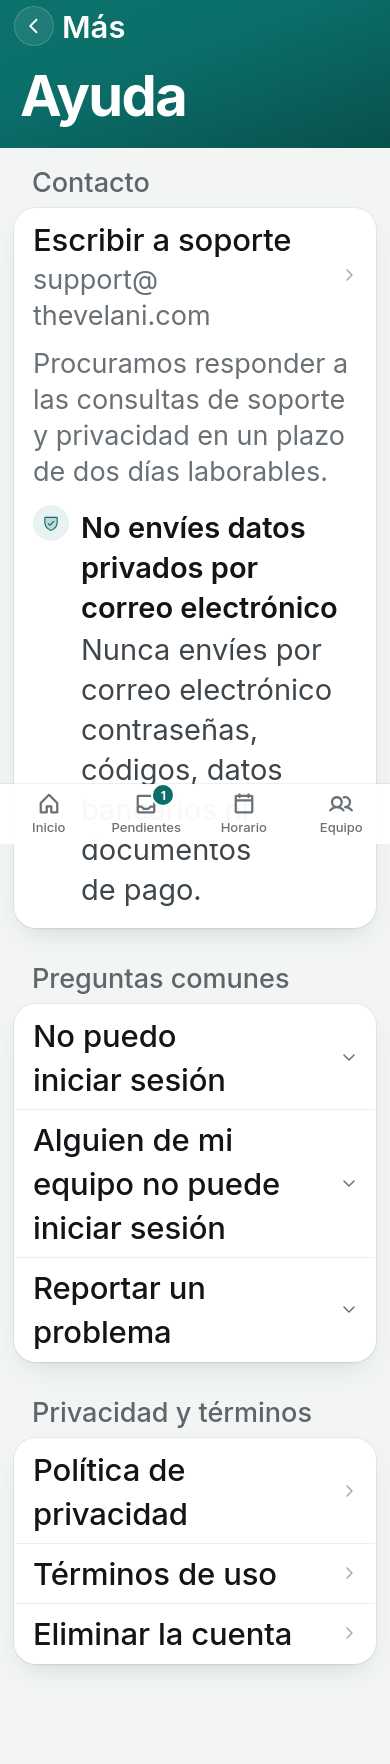 Más
Ayuda
Contacto
Escribir a soporte
support@
thevelani.com
Procuramos responder a
las consultas de soporte
y privacidad en un plazo
de dos días laborables.
No envíes datos
privados por
correo electrónico
Nunca envíes por
correo electrónico
contraseñas,
códigos, datos
1
Inicio
Pendientes
Horario
Equipo
documentos
de pago.
Preguntas comunes
No puedo
iniciar sesión
Alguien de mi
equipo no puede
iniciar sesión
Reportar un
problema
Privacidad y términos
Política de
privacidad
Términos de uso
Eliminar la cuenta